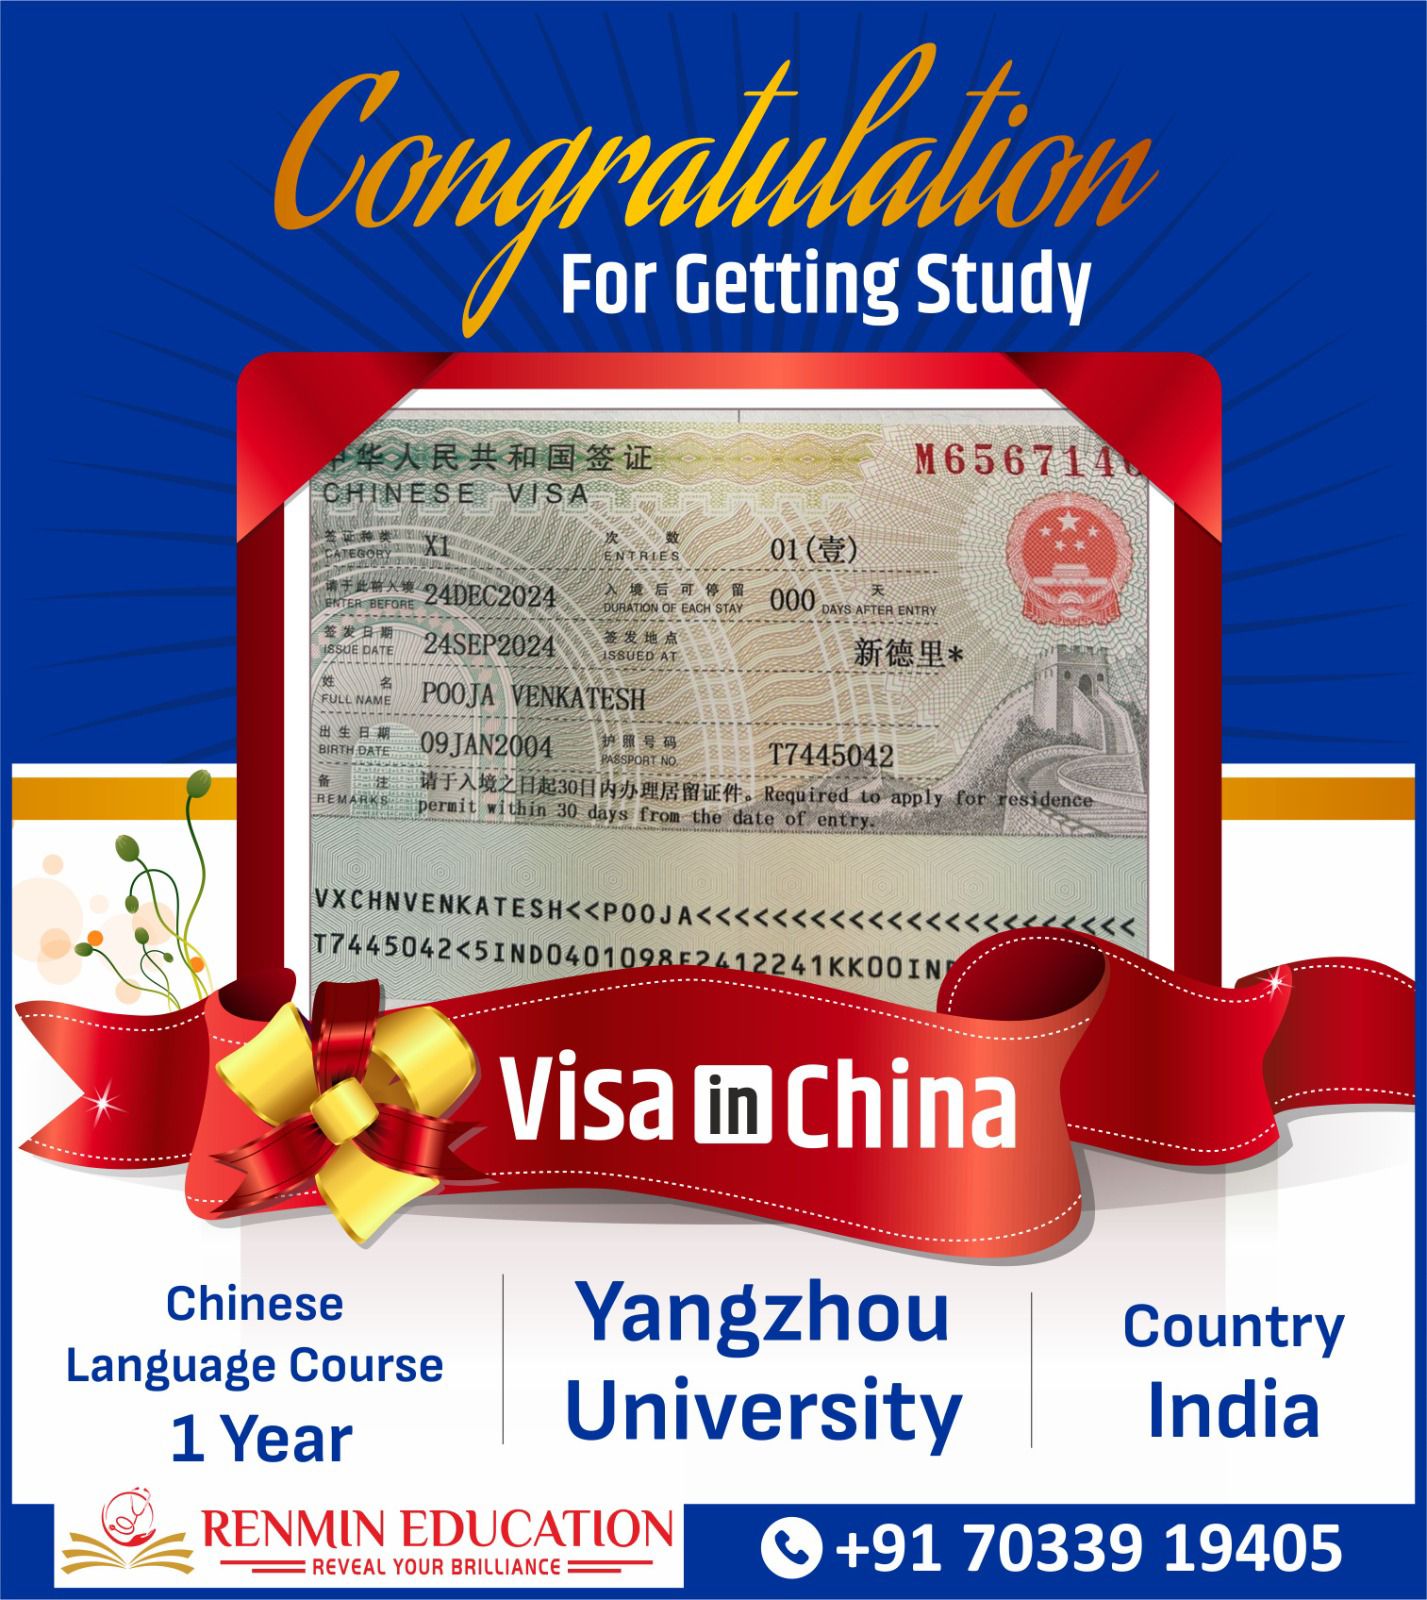 Congratulation
For Getting Study
中华人民共和国签证
CHINESE VISA
M6567146
签证种类
CATEGORY
X1
次 数
ENTRIES
01(壹)
请于此前入境
ENTER BEFORE
24DEC2024
入境后可停留
DURATION OF EACH STAY
000
天
DAYS AFTER ENTRY
签发日期
ISSUE DATE
24SEP2024
签发地点
ISSUED AT
新德里*
姓 名
FULL NAME
POOJA VENKATESH
出生日期
BIRTH DATE
09JAN2004
护照号码
PASSPORT NO.
T7445042
备 注
REMARKS
请于入境之日起30日内办理居留证件。Required to apply for residence
permit within 30 days from the date of entry.
VXCHNVENKATESH<<POOJA<<<<<<<<<<<<<<<<<<<<<<<
T7445042<5IND0401098F2412241KK00IND
Visa in China
Chinese
Language Course
1 Year
Yangzhou
University
Country
India
RENMIN EDUCATION
REVEAL YOUR BRILLIANCE
+91 70339 19405